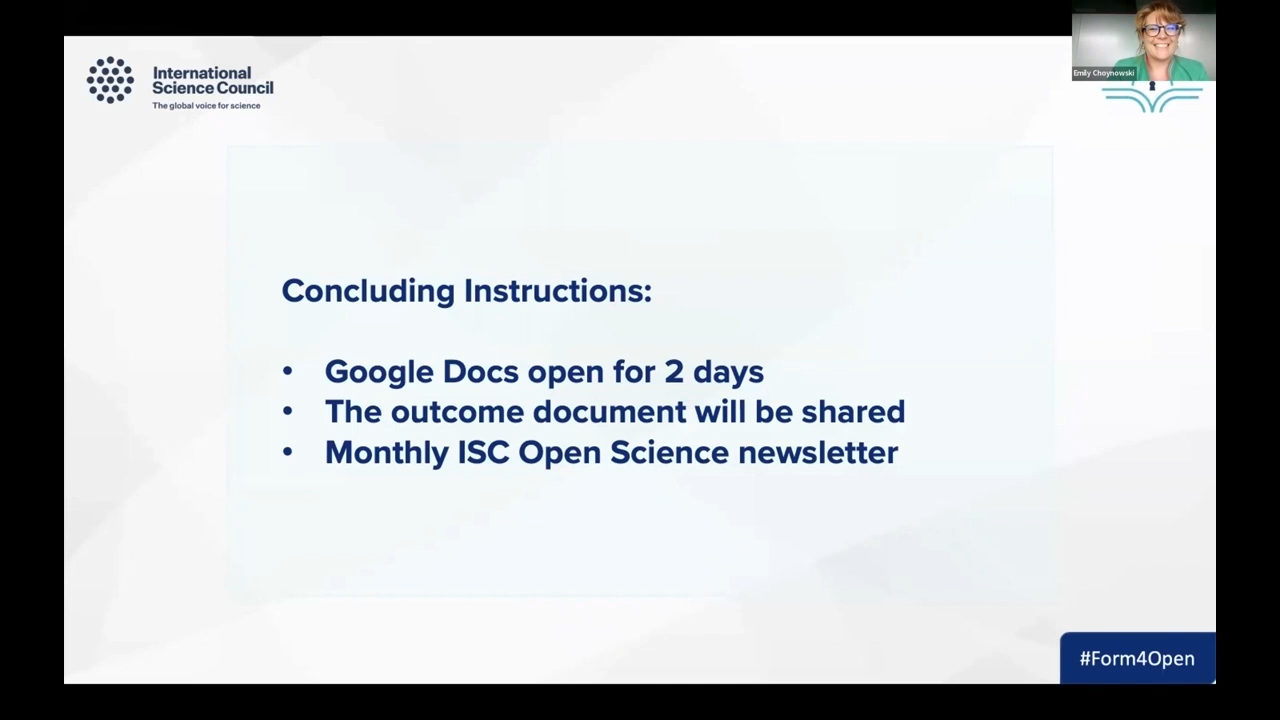 International
Science Council
The global voice for science
Emily Choynowski
Concluding Instructions:
• Google Docs open for 2 days
• The outcome document will be shared
• Monthly ISC Open Science newsletter
#Form4Open